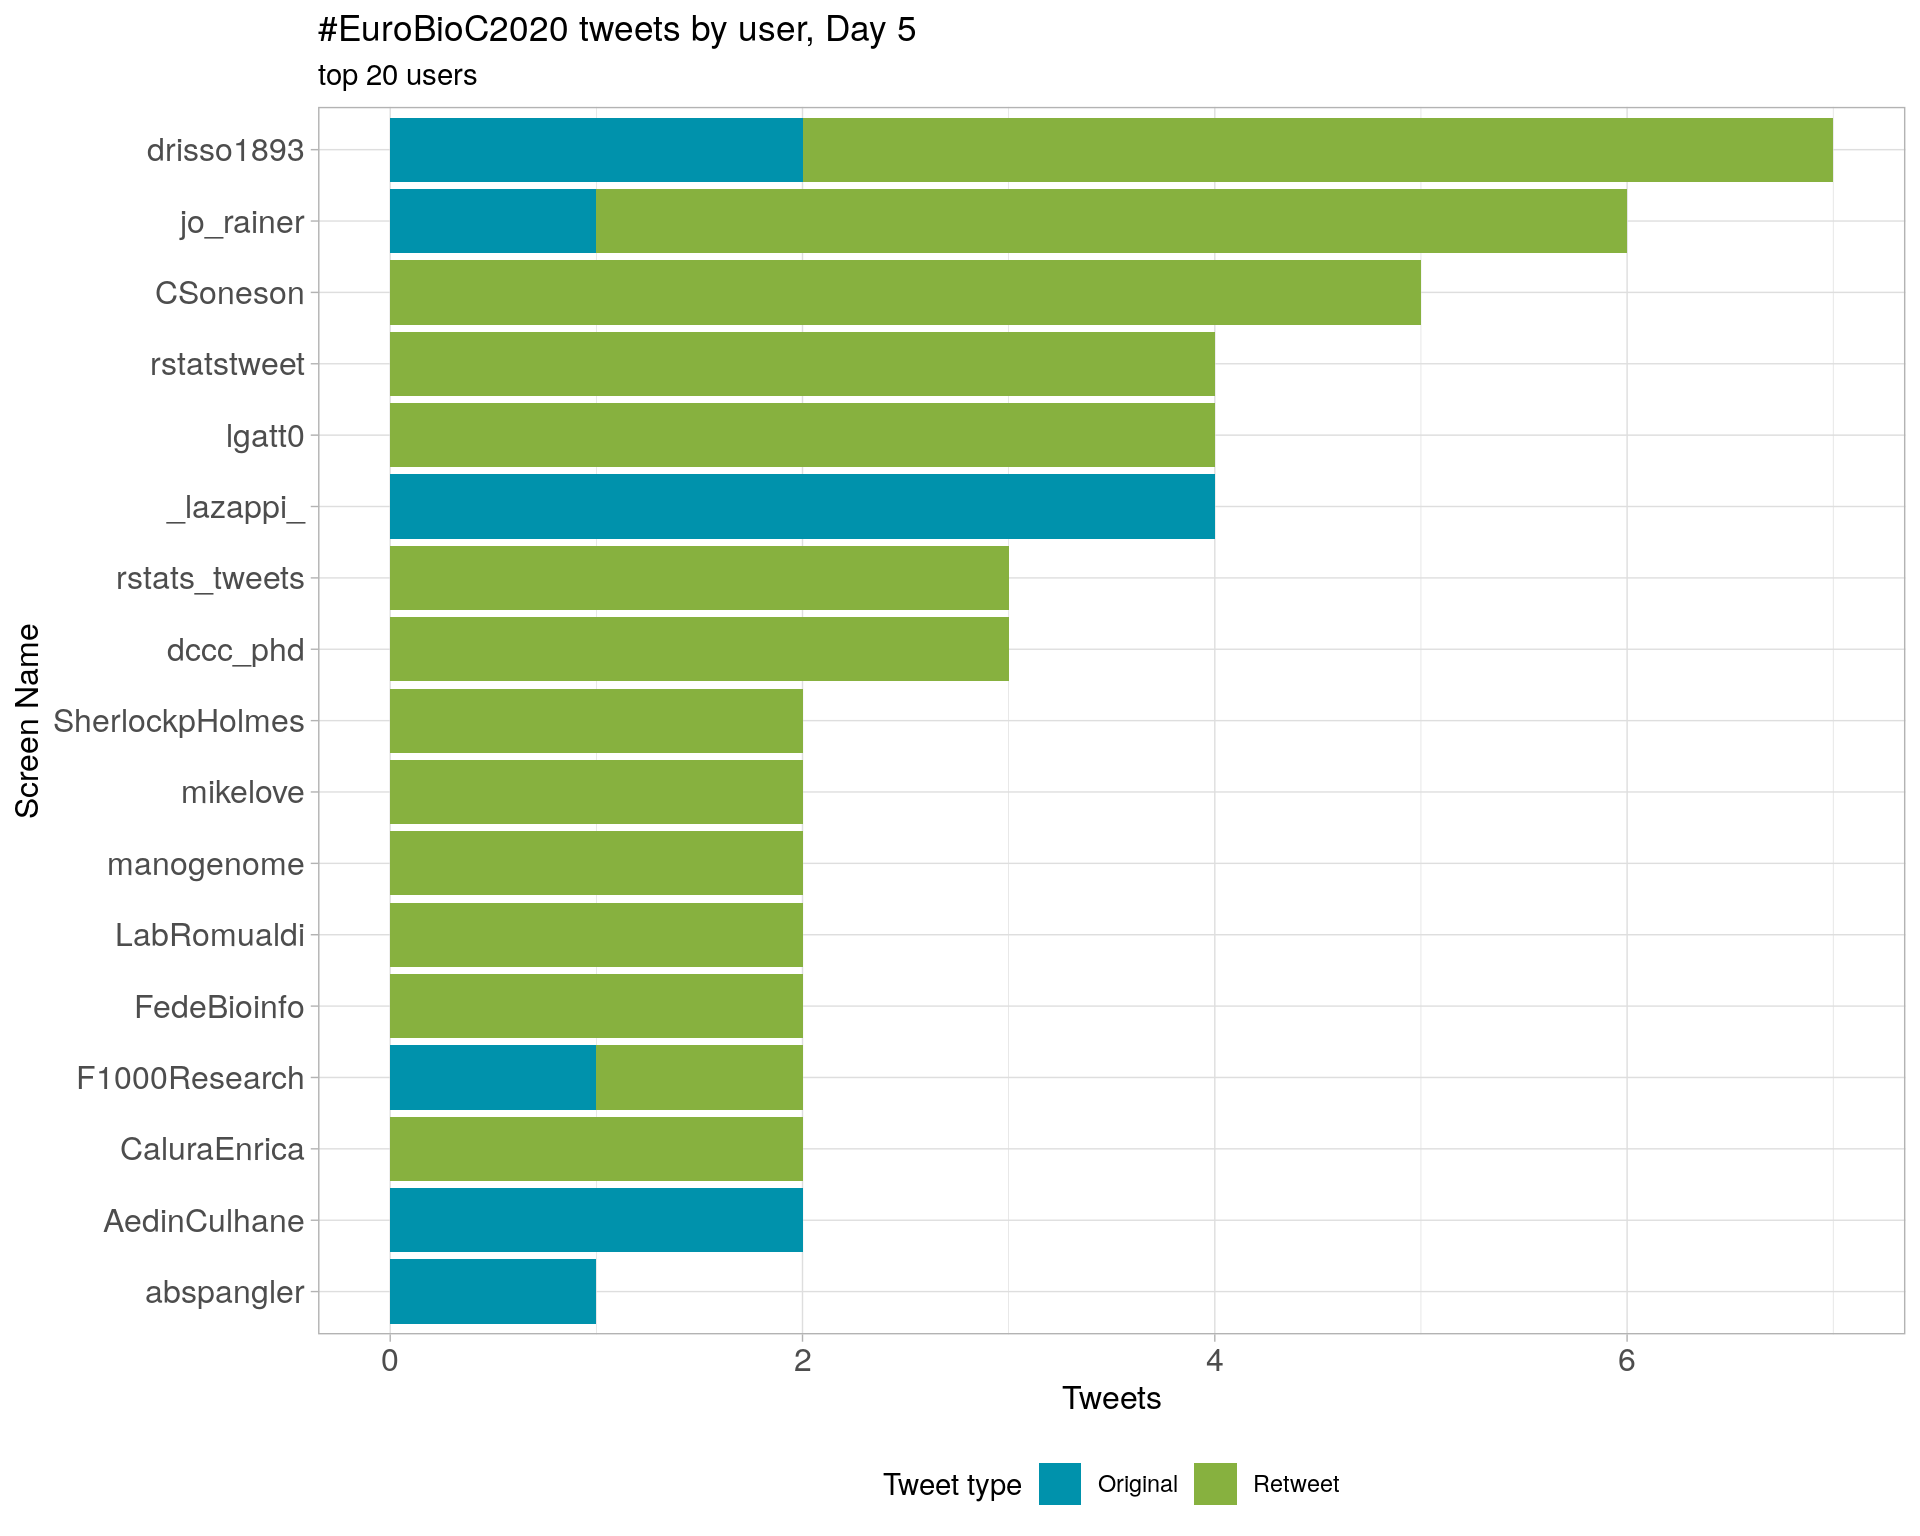 #EuroBioC2020 tweets by user, Day 5
top 20 users
Screen Name
drisso1893
jo_rainer
CSoneson
rstatstweet
lgatt0
_lazappi_
rstats_tweets
dccc_phd
SherlockpHolmes
mikelove
manogenome
LabRomualdi
FedeBioinfo
F1000Research
CaluraEnrica
AedinCulhane
abspangler
0 2 4 6
Tweets
Tweet type Original Retweet